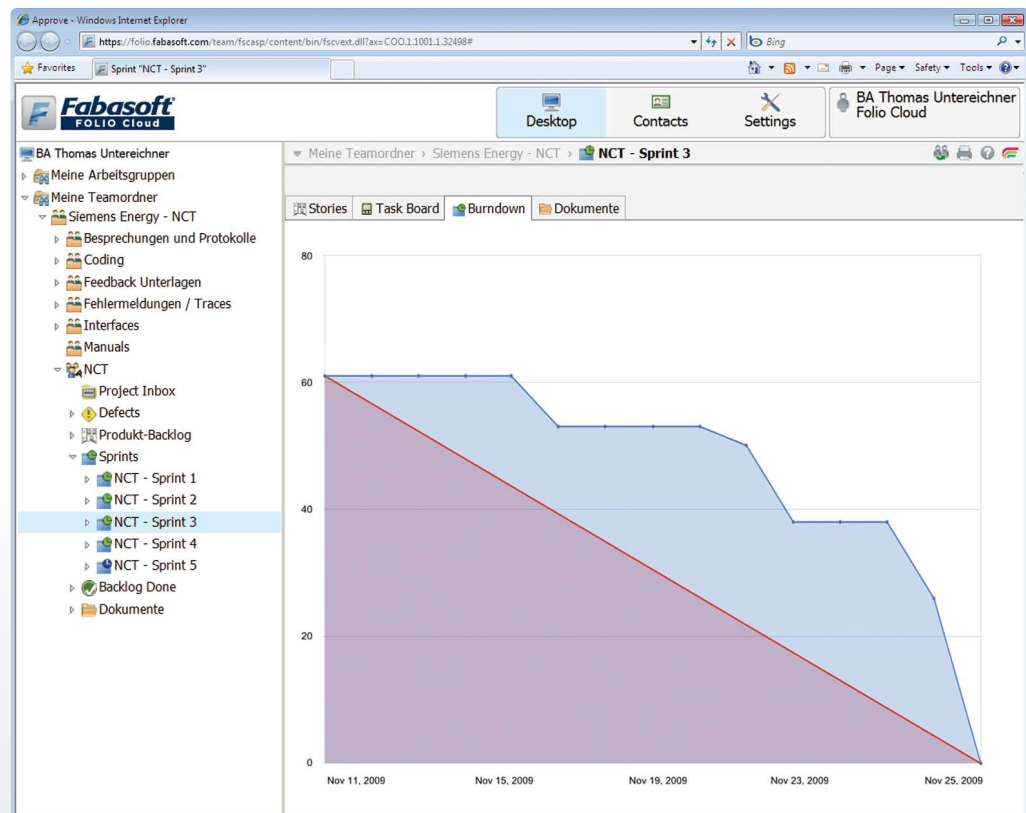 Approve - Windows Internet Explorer
https://folio.fabasoft.com/team/fscasp/content/bin/fscvext.dll?ax=COO.1.1001.1.32498#
Bing
Favorites
Sprint "NCT - Sprint 3"
Page
Safety
Tools
Fabasoft
FOLIO Cloud
Desktop
Contacts
Settings
BA Thomas Untereichner
Folio Cloud
BA Thomas Untereichner
Meine Arbeitsgruppen
Meine Teamordner
Siemens Energy - NCT
Besprechungen und Protokolle
Coding
Feedback Unterlagen
Fehlermeldungen / Traces
Interfaces
Manuals
NCT
Project Inbox
Defects
Produkt-Backlog
Sprints
NCT - Sprint 1
NCT - Sprint 2
NCT - Sprint 3
NCT - Sprint 4
NCT - Sprint 5
Backlog Done
Dokumente
Meine Teamordner › Siemens Energy - NCT › NCT - Sprint 3
Stories
Task Board
Burndown
Dokumente
80
60
40
20
0
Nov 11, 2009
Nov 15, 2009
Nov 19, 2009
Nov 23, 2009
Nov 25, 2009